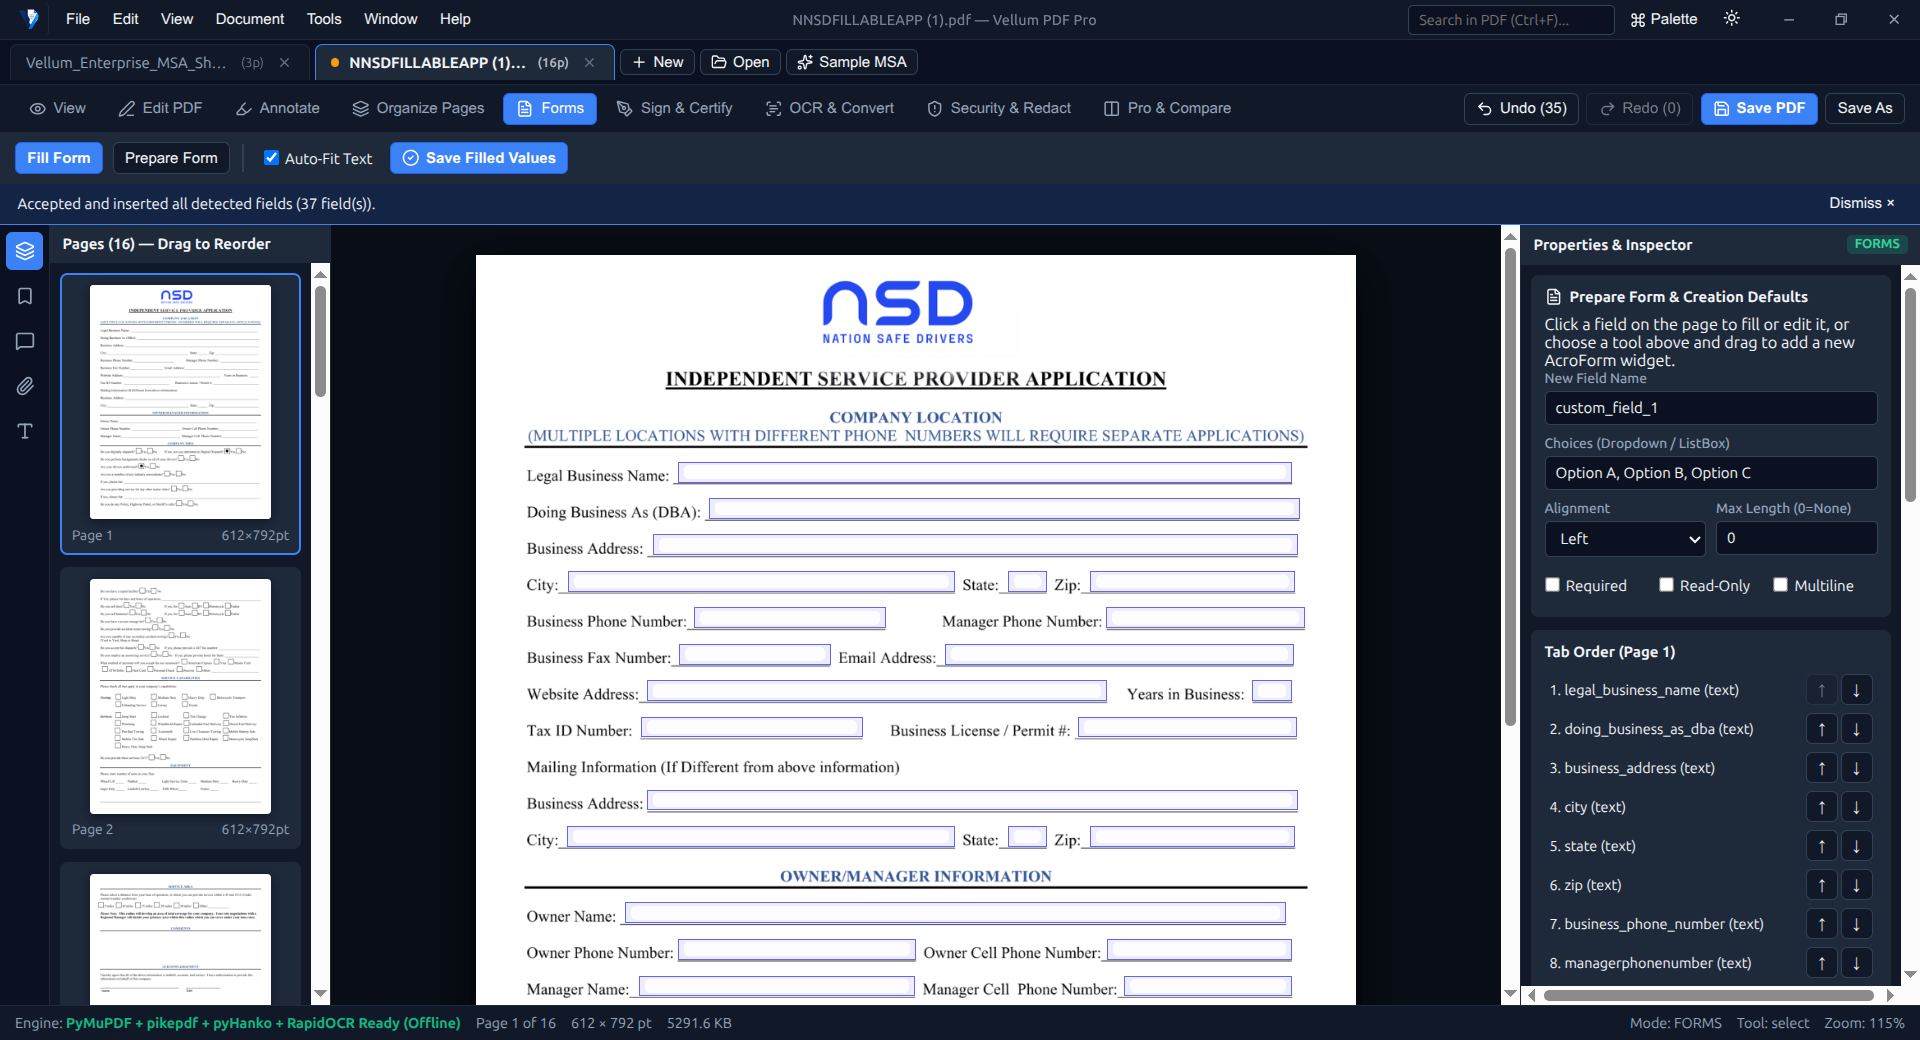 File Edit View Document Tools Window Help
NNSDFILLABLEAPP (1).pdf — Vellum PDF Pro
Search in PDF (Ctrl+F)...
⌘ Palette
Vellum_Enterprise_MSA_Sh... (3p) ×
NNSDFILLABLEAPP (1)... (16p) ×
+ New
Open
Sample MSA
View Edit PDF Annotate Organize Pages Forms Sign & Certify OCR & Convert Security & Redact Pro & Compare
Undo (35) Redo (0) Save PDF Save As
Fill Form Prepare Form Auto-Fit Text Save Filled Values
Accepted and inserted all detected fields (37 field(s)).
Dismiss ×
Pages (16) — Drag to Reorder
Page 1 612×792pt
Page 2 612×792pt
nsd
NATION SAFE DRIVERS
INDEPENDENT SERVICE PROVIDER APPLICATION
COMPANY LOCATION
(MULTIPLE LOCATIONS WITH DIFFERENT PHONE NUMBERS WILL REQUIRE SEPARATE APPLICATIONS)
Legal Business Name:
Doing Business As (DBA):
Business Address:
City: State: Zip:
Business Phone Number: Manager Phone Number:
Business Fax Number: Email Address:
Website Address: Years in Business:
Tax ID Number: Business License / Permit #:
Mailing Information (If Different from above information)
Business Address:
City: State: Zip:
OWNER/MANAGER INFORMATION
Owner Name:
Owner Phone Number: Owner Cell Phone Number:
Manager Name: Manager Cell Phone Number:
Properties & Inspector FORMS
Prepare Form & Creation Defaults
Click a field on the page to fill or edit it, or
choose a tool above and drag to add a new
AcroForm widget.
New Field Name
custom_field_1
Choices (Dropdown / ListBox)
Option A, Option B, Option C
Alignment Max Length (0=None)
Left 0
Required Read-Only Multiline
Tab Order (Page 1)
1. legal_business_name (text) ↑ ↓
2. doing_business_as_dba (text) ↑ ↓
3. business_address (text) ↑ ↓
4. city (text) ↑ ↓
5. state (text) ↑ ↓
6. zip (text) ↑ ↓
7. business_phone_number (text) ↑ ↓
8. managerphonenumber (text) ↑ ↓
Engine: PyMuPDF + pikepdf + pyHanko + RapidOCR Ready (Offline) Page 1 of 16 612 × 792 pt 5291.6 KB
Mode: FORMS Tool: select Zoom: 115%